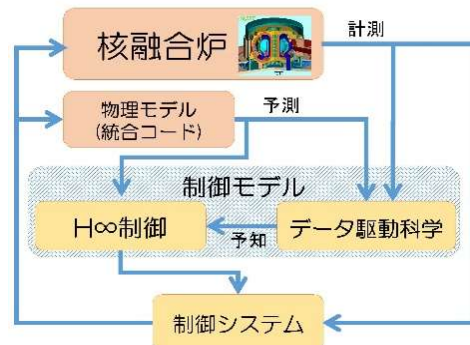 核融合炉
計測
物理モデル
(統合コード)
予測
制御モデル
H∞制御
予知
データ駆動科学
制御システム